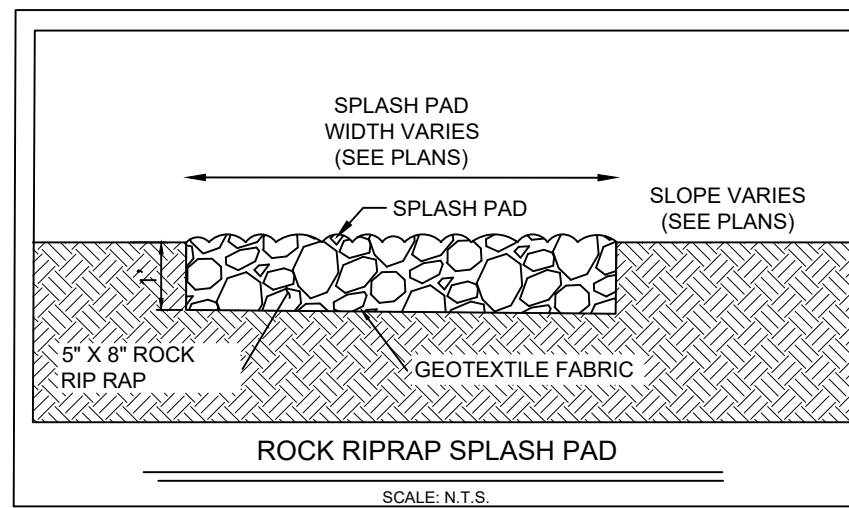 SPLASH PAD
WIDTH VARIES
(SEE PLANS)
SPLASH PAD
SLOPE VARIES
(SEE PLANS)
1'
5" X 8" ROCK
RIP RAP
GEOTEXTILE FABRIC
ROCK RIPRAP SPLASH PAD
SCALE: N.T.S.